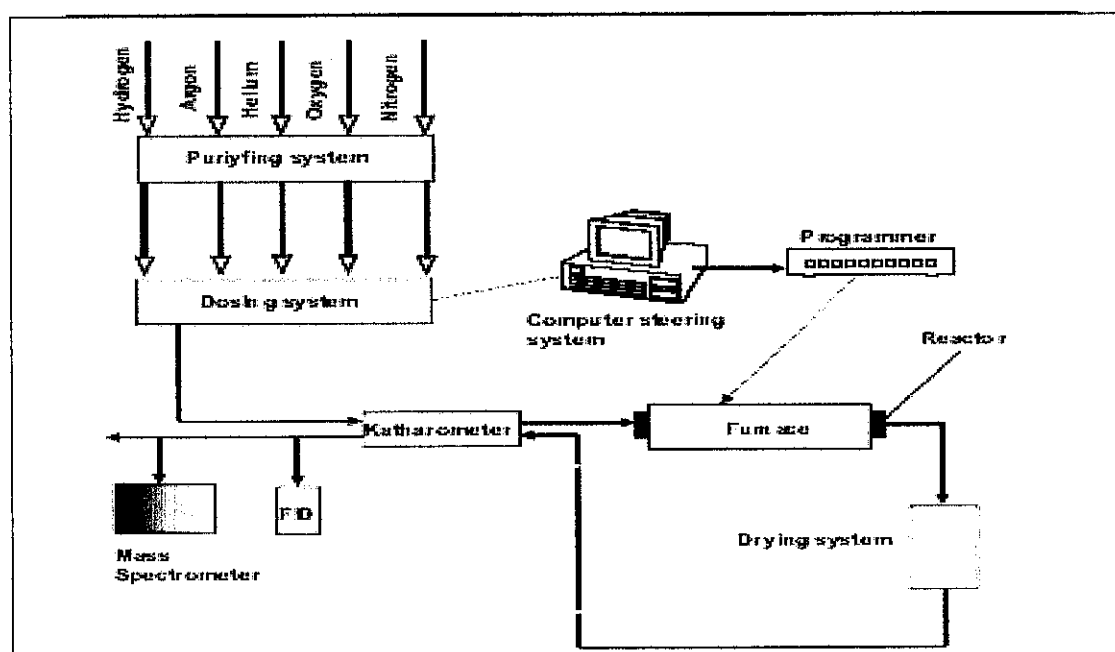 Hydrogen
Argon
Helium
Oxygen
Nitrogen
Puriyfing system
Dosing system
Programmer
Computer steering
system
Reactor
Katharometer
Furnace
FID
Drying system
Mass
Spectrometer